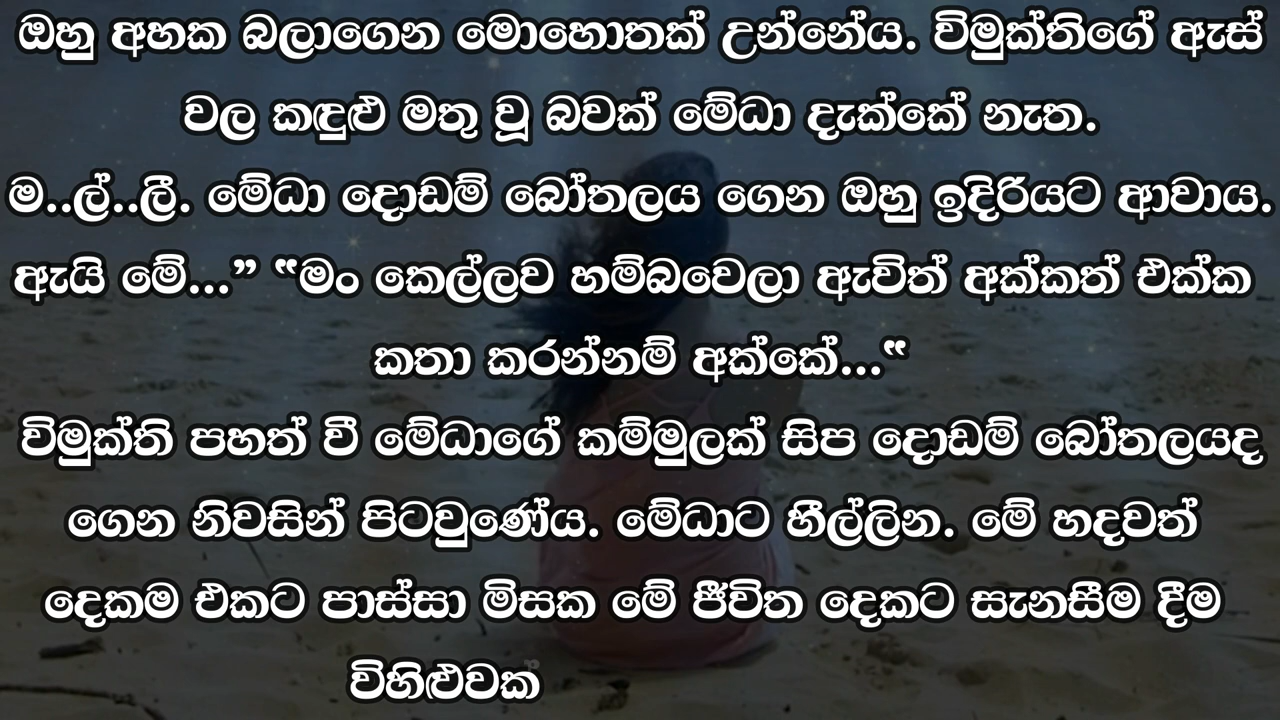 ඔහු අහක බලාගෙන මොහොතක් උන්නේය. විමුක්තිගේ ඇස්
වල කඳුළු මතු වූ බවක් මේධා දැක්කේ නැත.
ම..ල්..ලී. මේධා දොඩම් බෝතලය ගෙන ඔහු ඉදිරියට ආවාය.
ඇයි මේ...” “මං කෙල්ලව හම්බවෙලා ඇවිත් අක්කත් එක්ක
කතා කරන්නම් අක්කේ...“
විමුක්ති පහත් වී මේධාගේ කම්මුලක් සිප දොඩම් බෝතලයද
ගෙන නිවසින් පිටවුණේය. මේධාට හීල්ලින. මේ හදවත්
දෙකම එකට පාස්සා මිසක මේ ජීවිත දෙකට සැනසීම දීම
විහිළුවක